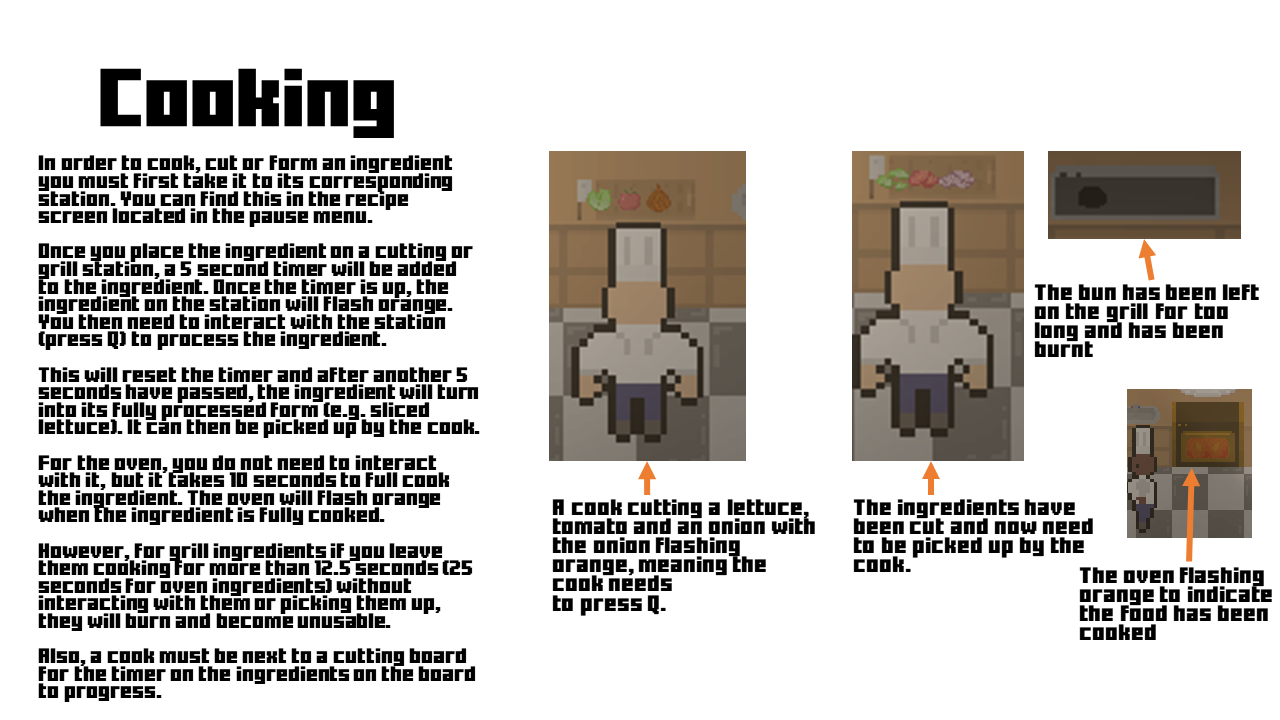 Cooking
In order to cook, cut or form an ingredient
you must first take it to its corresponding
station. You can find this in the recipe
screen located in the pause menu.
Once you place the ingredient on a cutting or
grill station, a 5 second timer will be added
to the ingredient. Once the timer is up, the
ingredient on the station will flash orange.
You then need to interact with the station
(press Q) to process the ingredient.
This will reset the timer and after another 5
seconds have passed, the ingredient will turn
into its fully processed form (e.g. sliced
lettuce). It can then be picked up by the cook.
For the oven, you do not need to interact
with it, but it takes 10 seconds to full cook
the ingredient. The oven will flash orange
when the ingredient is fully cooked.
However, for grill ingredients if you leave
them cooking for more than 12.5 seconds (25
seconds for oven ingredients) without
interacting with them or picking them up,
they will burn and become unusable.
Also, a cook must be next to a cutting board
for the timer on the ingredients on the board
to progress.
A cook cutting a lettuce,
tomato and an onion with
the onion flashing
orange, meaning the
cook needs
to press Q.
The ingredients have
been cut and now need
to be picked up by the
cook.
The bun has been left
on the grill for too
long and has been
burnt
The oven flashing
orange to indicate
the food has been
cooked